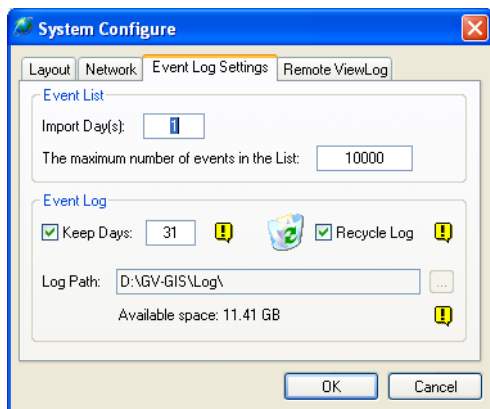 System Configure
Layout Network Event Log Settings Remote ViewLog
Event List
Import Day(s): 1
The maximum number of events in the List: 10000
Event Log
Keep Days: 31 Recycle Log
Log Path: D:\GV-GIS\Log\ ...
Available space: 11.41 GB
OK Cancel